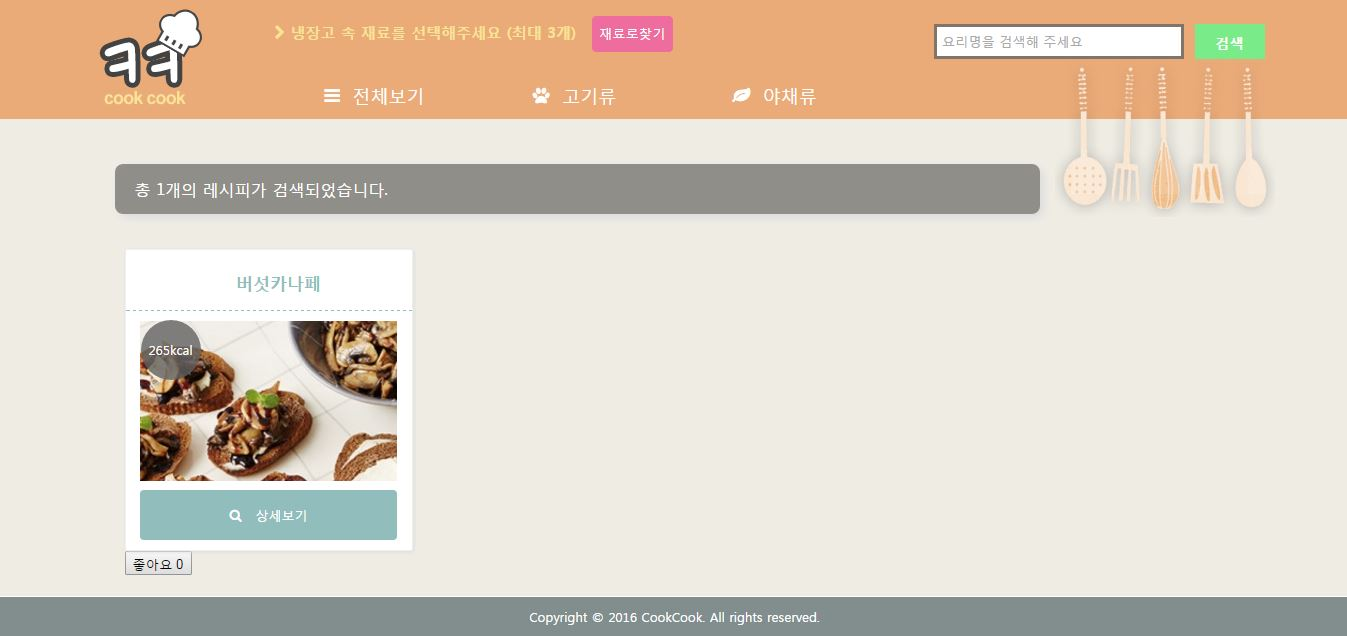 쿡쿡
cook cook
냉장고 속 재료를 선택해주세요 (최대 3개)
재료로찾기
요리명을 검색해 주세요
검색
전체보기
고기류
야채류
총 1개의 레시피가 검색되었습니다.
버섯카나페
265kcal
상세보기
좋아요 0
Copyright © 2016 CookCook. All rights reserved.